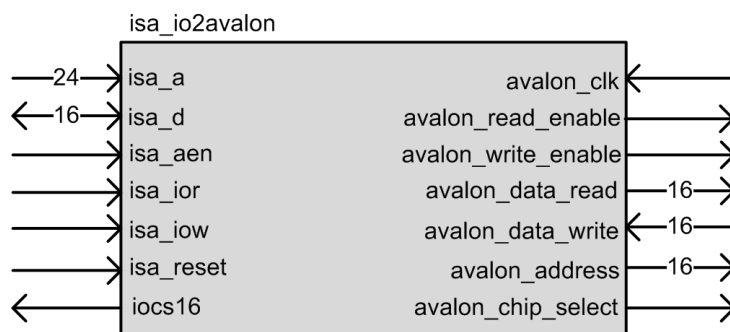 isa_io2avalon
24 isa_a avalon_clk
16 isa_d avalon_read_enable
isa_aen avalon_write_enable
isa_ior avalon_data_read 16
isa_iow avalon_data_write 16
isa_reset avalon_address 16
iocs16 avalon_chip_select